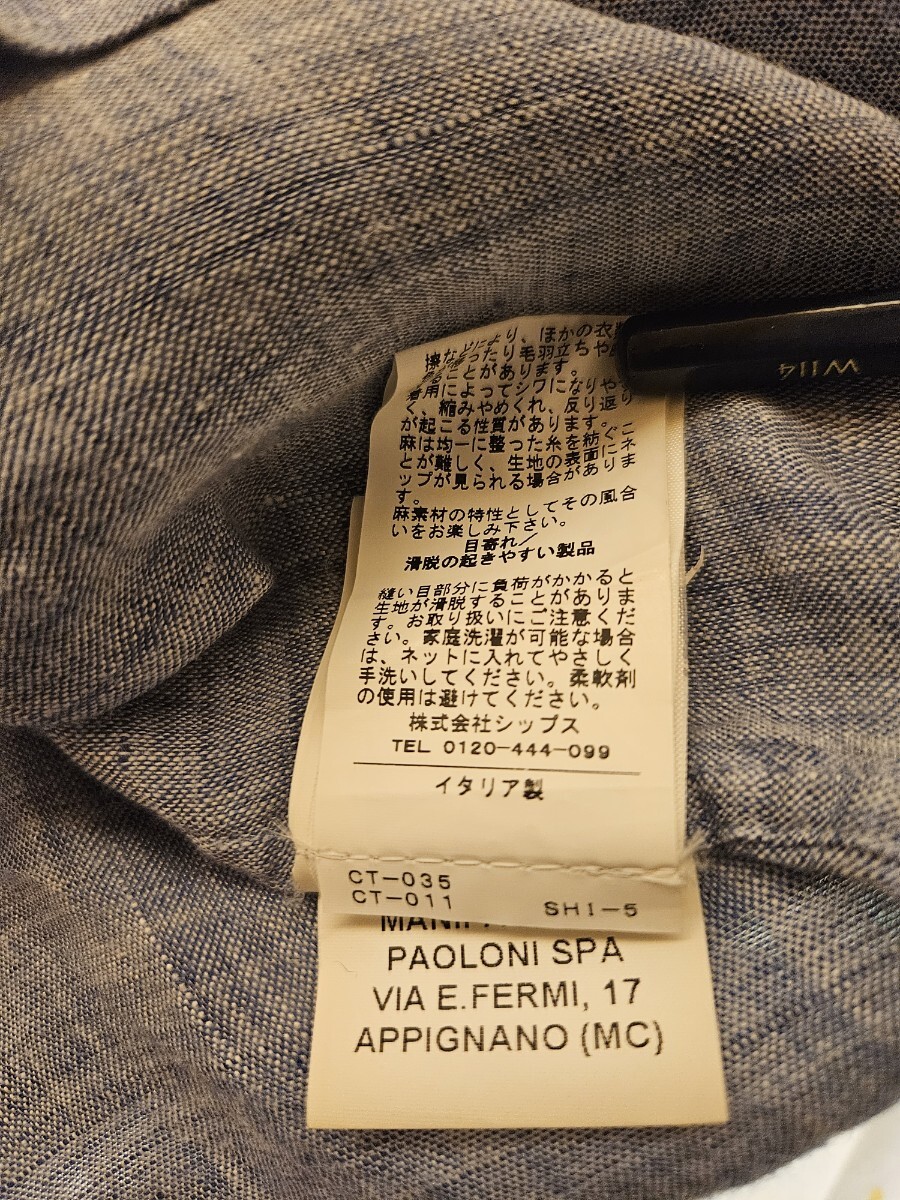 擦などにより、ほかの衣
ったり毛羽立ちや
ることがあります。
着用によってシワになりやす
く、縮みやめくれ、反り返り
が起こる性質があります。
麻は均一に整った糸を紡ぐこ
とが難しく、生地の表面にネ
ップが見られる場合がありま
す。
麻素材の特性としてその風合
いをお楽しみ下さい。
目寄れ/
滑脱の起きやすい製品
縫い目部分に負荷がかかると
生地が滑脱することがありま
す。お取り扱いにご注意くだ
さい。家庭洗濯が可能な場合
は、ネットに入れてやさしく
手洗いしてください。柔軟剤
の使用は避けてください。
株式会社シップス
TEL 0120-444-099
イタリア製
CT-035
CT-011 SHI-5
PAOLONI SPA
VIA E.FERMI, 17
APPIGNANO (MC)
W114